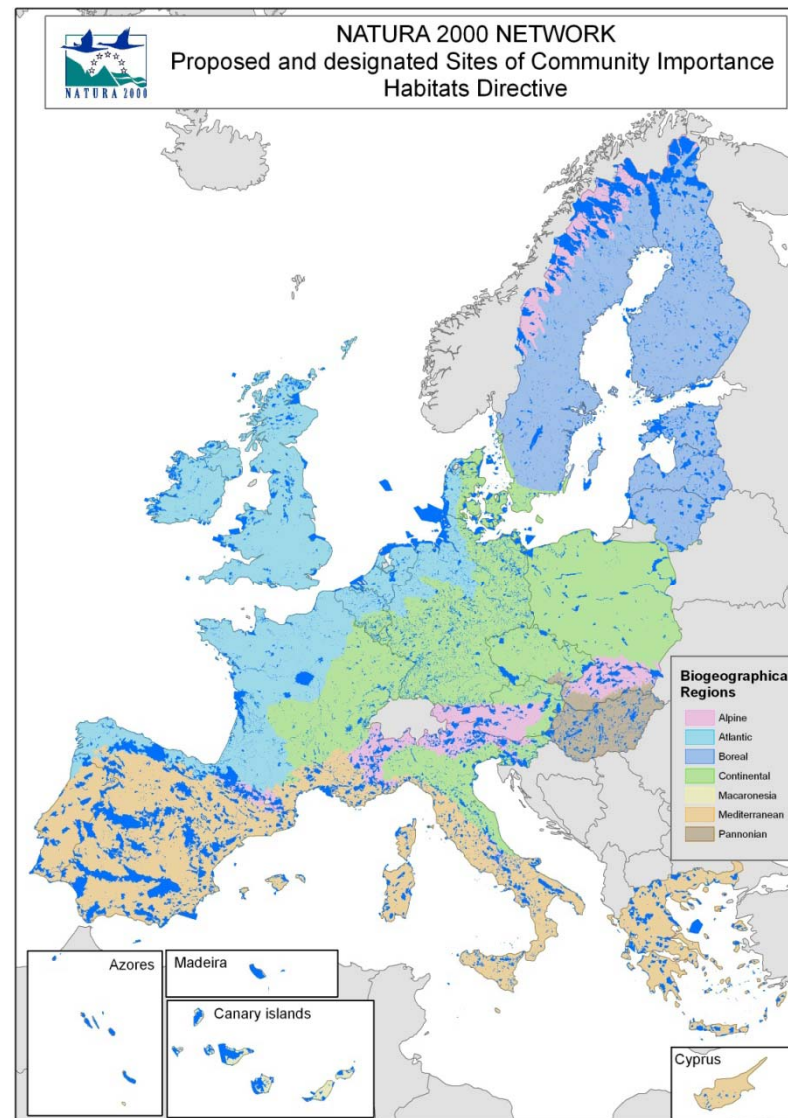 NATURA 2000
NATURA 2000 NETWORK
Proposed and designated Sites of Community Importance
Habitats Directive
Biogeographical
Regions
Alpine
Atlantic
Boreal
Continental
Macaronesia
Mediterranean
Pannonian
Azores
Madeira
Canary islands
Cyprus